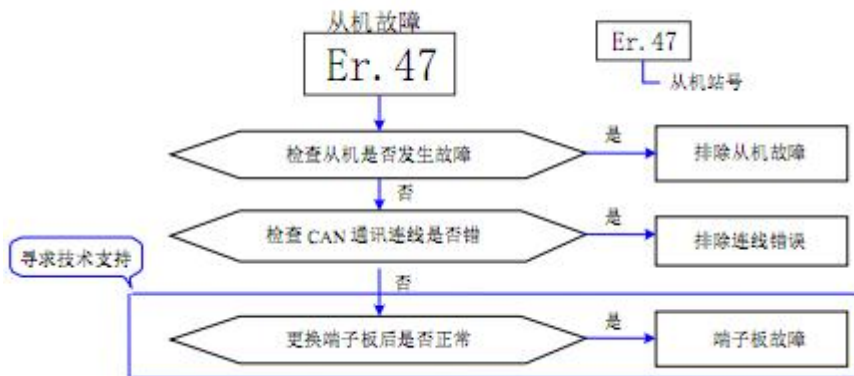 从机故障
Er.47
Er.47
从机站号
检查从机是否发生故障
是
排除从机故障
否
检查 CAN 通讯连线是否错
是
排除连线错误
寻求技术支持
否
更换端子板后是否正常
是
端子板故障